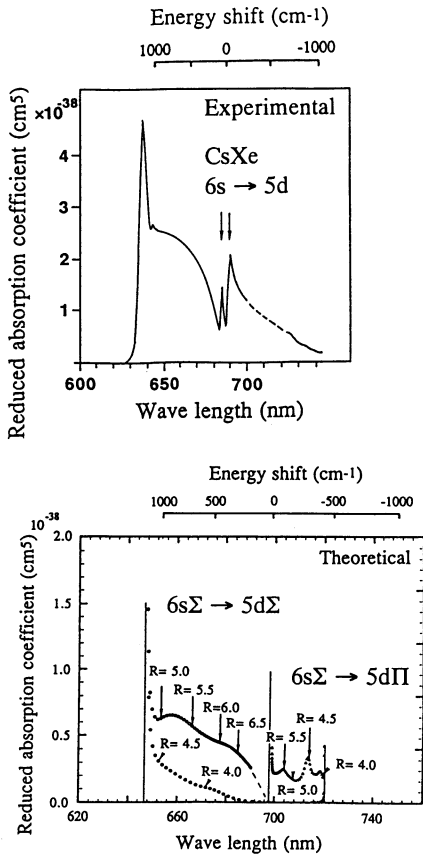 Energy shift (cm-1)
1000 0 -1000
Reduced absorption coefficient (cm5)
×10-38
Experimental
CsXe
6s → 5d
4
3
2
1
600 650 700
Wave length (nm)
Energy shift (cm-1)
1000 500 0 -500 -1000
Reduced absorption coefficient (cm5)
10-38
2.0
Theoretical
1.5
6sΣ → 5dΣ
1.0
6sΣ → 5dΠ
R= 5.0
R= 5.5
R=6.0
R= 6.5
R= 4.5
R= 5.5
0.5
R= 4.5
R= 4.0
R= 5.0
R= 4.0
0.0
620 660 700 740
Wave length (nm)